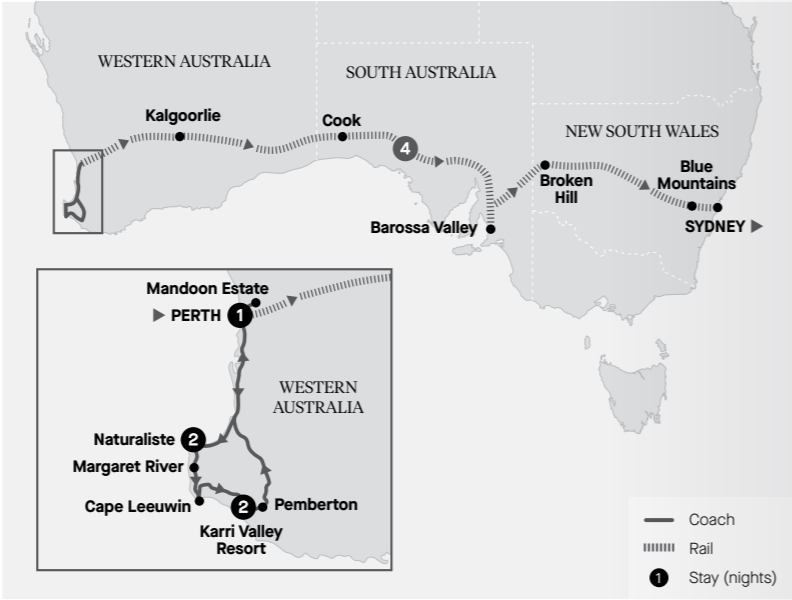 WESTERN AUSTRALIA
SOUTH AUSTRALIA
Kalgoorlie
Cook
4
NEW SOUTH WALES
Blue
Mountains
Broken
Hill
Barossa Valley
SYDNEY
Mandoon Estate
PERTH 1
WESTERN
AUSTRALIA
Naturaliste 2
Margaret River
Cape Leeuwin
2
Pemberton
Karri Valley
Resort
Coach
Rail
1 Stay (nights)